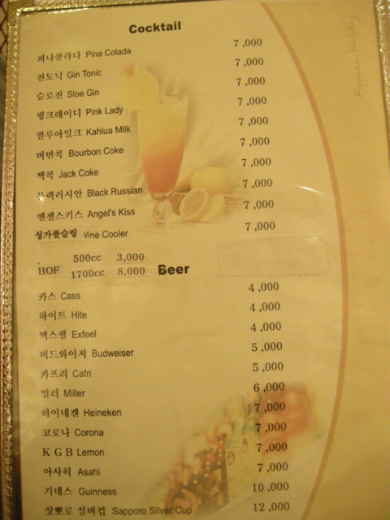 Cocktail
피나콜라다 Pina Colada 7,000
진도닉 Gin Tonic 7,000
슬로진 Sloe Gin 7,000
핑크레이디 Pink Lady 7,000
깔루아밀크 Kahlua Milk 7,000
버번콕 Bourbon Coke 7,000
잭콕 Jack Coke 7,000
블랙러시안 Black Russian 7,000
엔젤스키스 Angel's Kiss 7,000
싱가폴슬링 Wine Cooler 7,000
HOF 500cc 3,000
1700cc 8,000
Beer
카스 Cass 4,000
하이트 Hite 4,000
엑스필 Exfeel 4,000
버드와이저 Budweiser 5,000
카프리 Cafri 5,000
밀러 Miller 6,000
하이네켄 Heineken 7,000
코로나 Corona 7,000
K G B Lemon 7,000
아사히 Asahi 7,000
기네스 Guinness 10,000
삿뽀로 실버컵 Sapporo Silver Cup 12,000